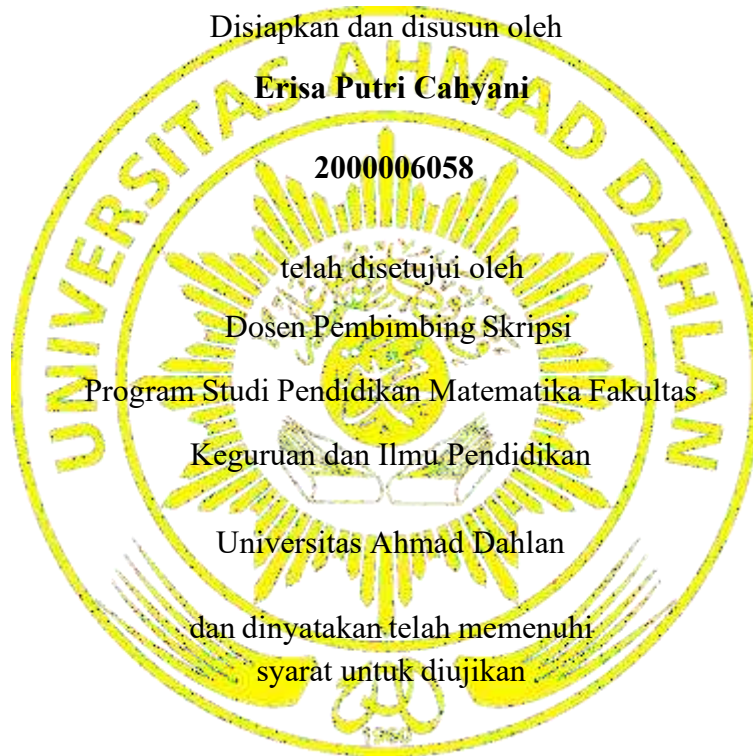 Disiapkan dan disusun oleh
Erisa Putri Cahyani
2000006058
telah disetujui oleh
Dosen Pembimbing Skripsi
Program Studi Pendidikan Matematika Fakultas
Keguruan dan Ilmu Pendidikan
Universitas Ahmad Dahlan
dan dinyatakan telah memenuhi
syarat untuk diujikan
UNIVERSITAS AHMAD DAHLAN